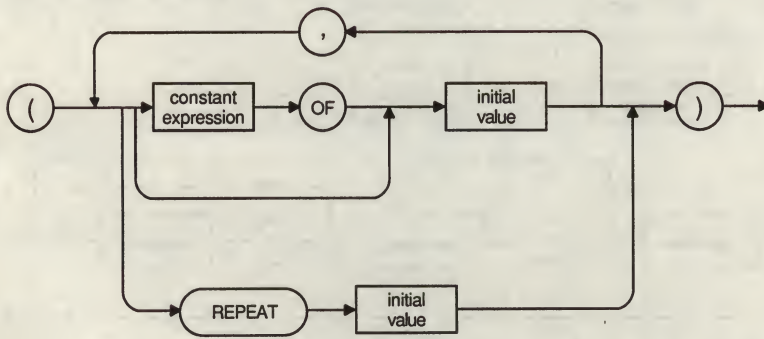 ,
(
constant
expression
OF
initial
value
)
REPEAT
initial
value